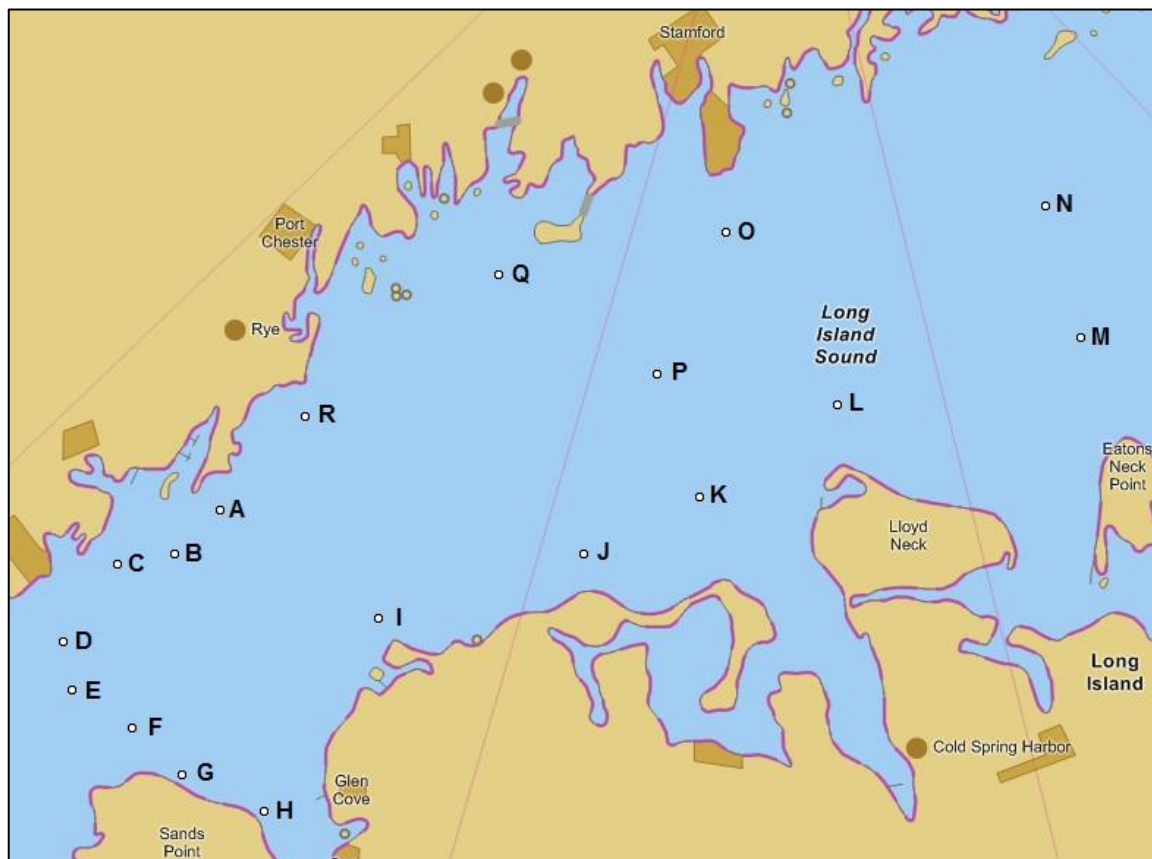 Stamford
N
Port
Chester
O
Q
Long
Island
Sound
Rye
M
P
L
R
Eatons
Neck
Point
K
A
Lloyd
Neck
B
J
C
I
D
Long
Island
E
F
Cold Spring Harbor
G
Glen
Cove
H
Sands
Point